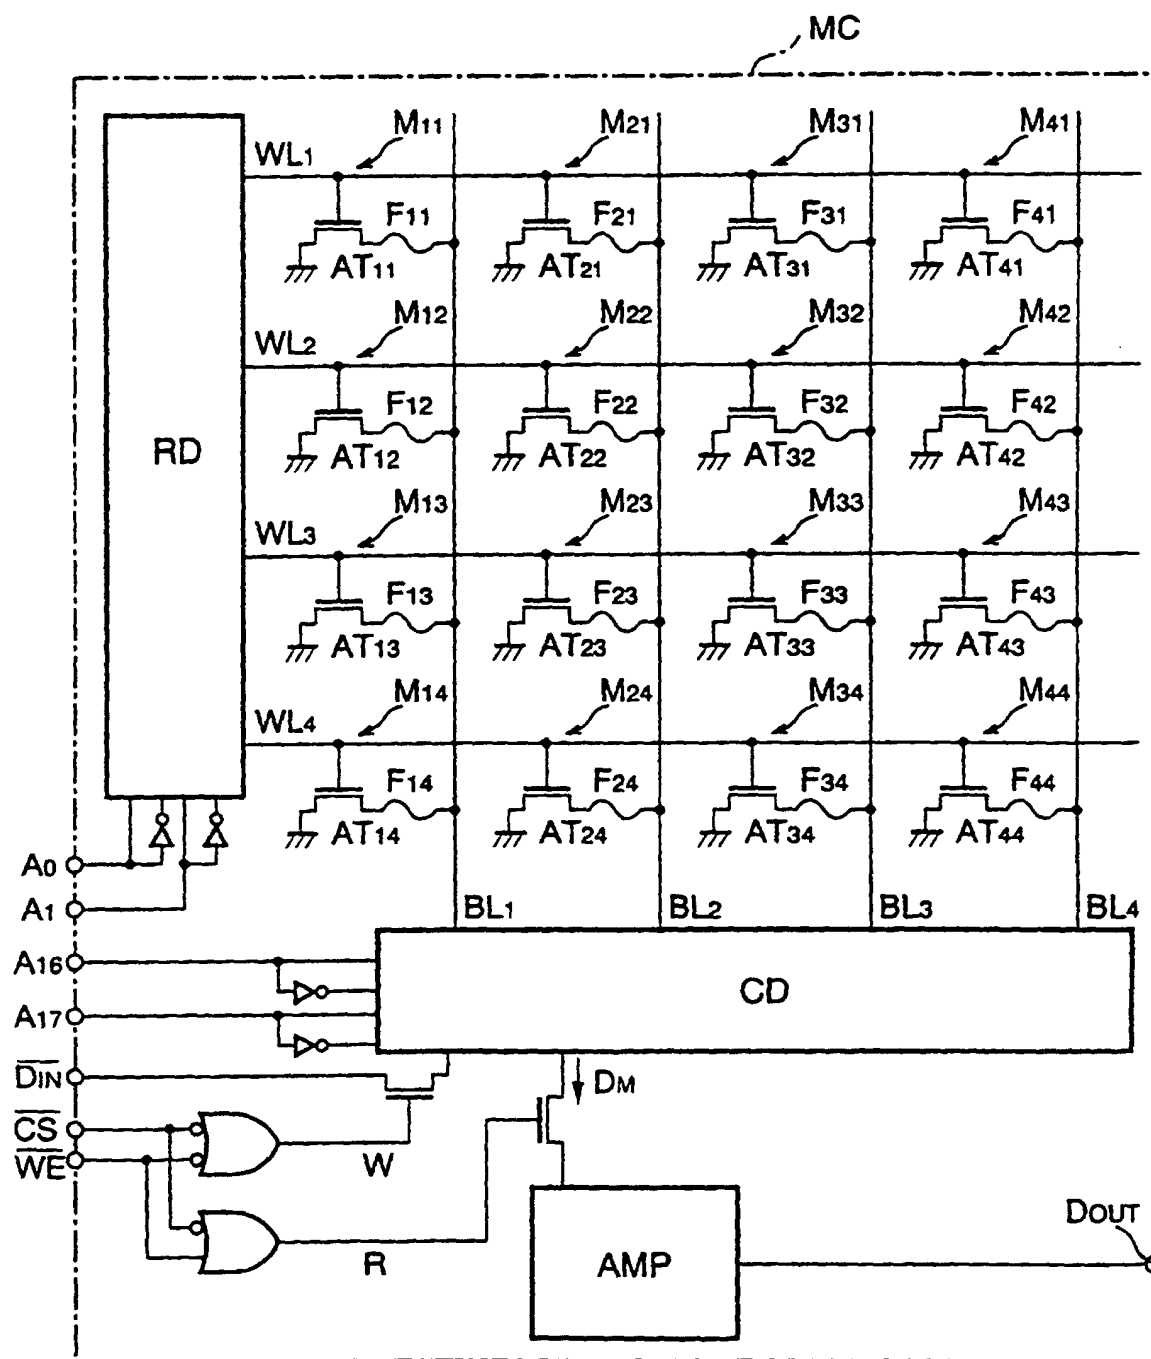 MC
M11 M21 M31 M41
WL1
F11 F21 F31 F41
AT11 AT21 AT31 AT41
M12 M22 M32 M42
WL2
F12 F22 F32 F42
RD
AT12 AT22 AT32 AT42
M13 M23 M33 M43
WL3
F13 F23 F33 F43
AT13 AT23 AT33 AT43
M14 M24 M34 M44
WL4
F14 F24 F34 F44
AT14 AT24 AT34 AT44
A0
A1
BL1 BL2 BL3 BL4
A16
CD
A17
DIN
DM
CS
WE
W
DOUT
R
AMP